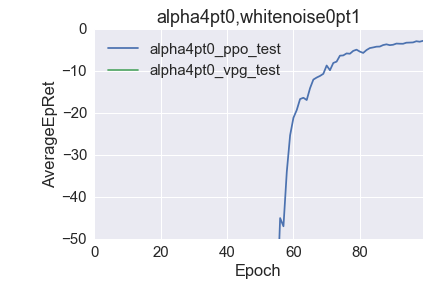 alpha4pt0,whitenoise0pt1
alpha4pt0_ppo_test
alpha4pt0_vpg_test
AverageEpRet
0
−10
−20
−30
−40
−50
0 20 40 60 80
Epoch